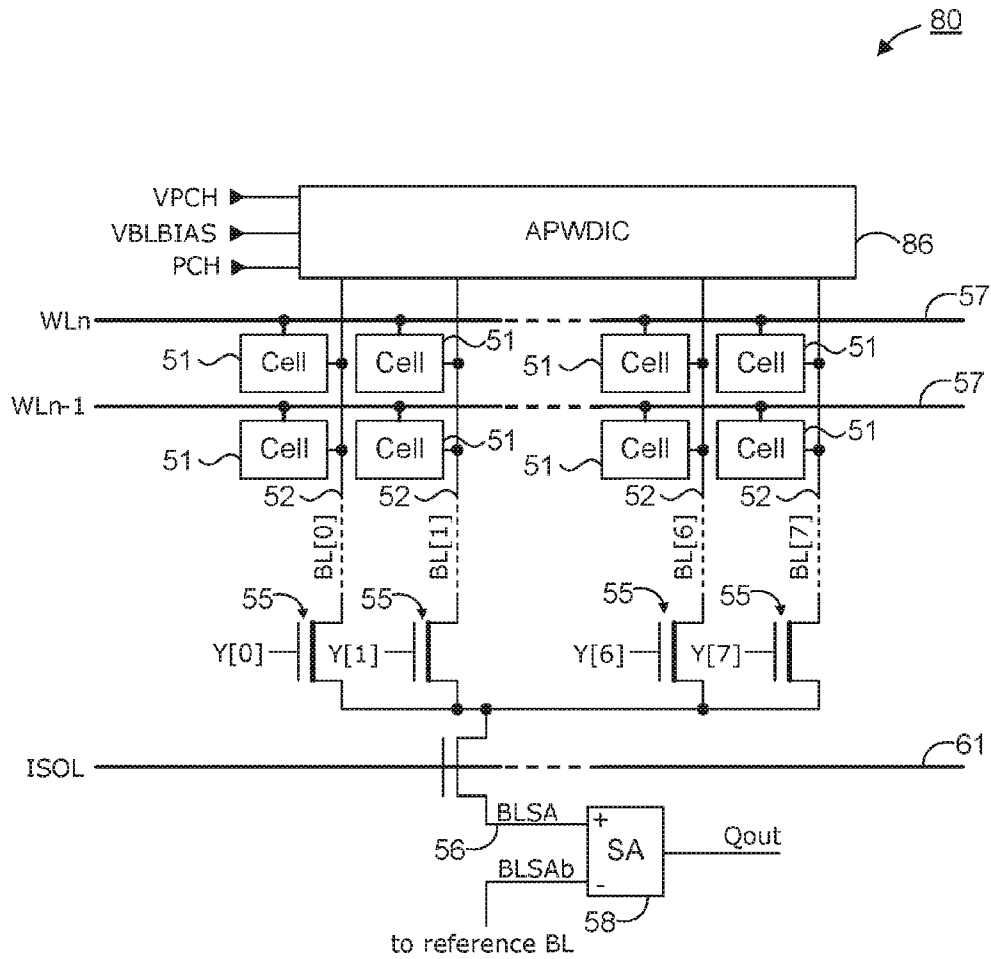 80
VPCH
VBLBIAS
PCH
APWDIC
86
WLn
57
51 Cell Cell 51 51 Cell Cell 51
WLn-1
57
51 Cell Cell 51 51 Cell Cell 51
52 52 52 52
BL[0] BL[1] BL[6] BL[7]
55 55 55 55
Y[0] Y[1] Y[6] Y[7]
ISOL
61
BLSA
56
+
SA
Qout
BLSAb
-
58
to reference BL